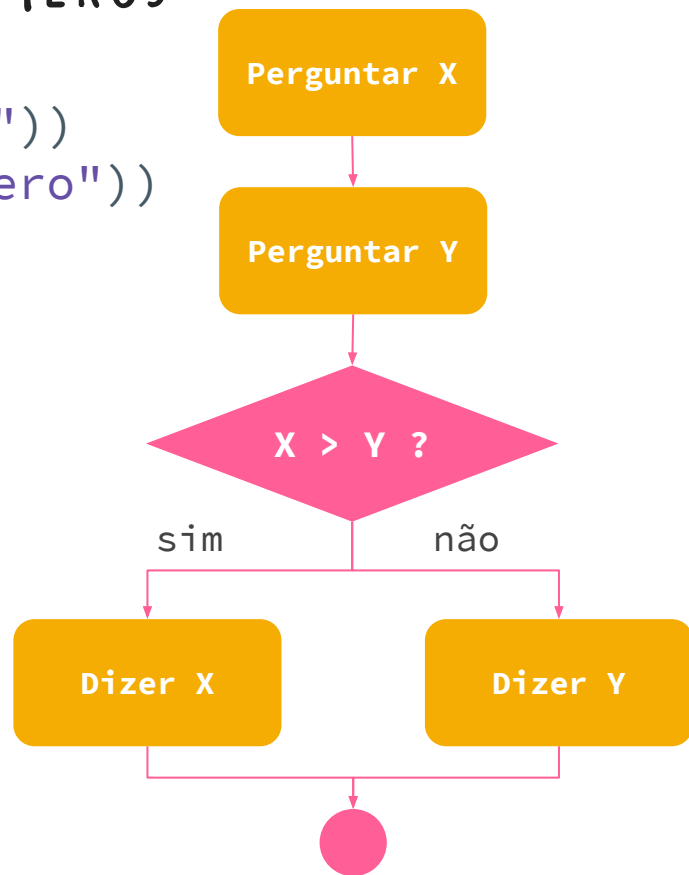 "))
ero"))
Perguntar X
Perguntar Y
X > Y ?
sim
não
Dizer X
Dizer Y